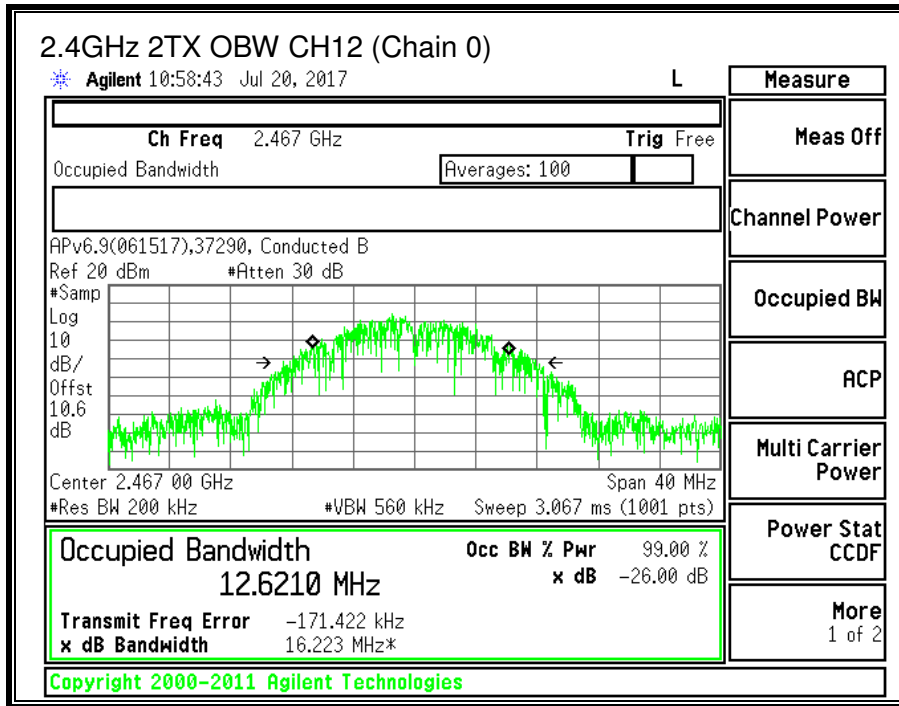 2.4GHz 2TX OBW CH12 (Chain 0)
Agilent 10:58:43 Jul 20, 2017 L
Measure
Ch Freq 2.467 GHz Trig Free
Meas Off
Occupied Bandwidth Averages: 100
Channel Power
APv6.9(061517),37290, Conducted B
Ref 20 dBm #Atten 30 dB
#Samp
Log
10
dB/
Offst
10.6
dB
Occupied BW
ACP
Multi Carrier
Power
Center 2.467 00 GHz Span 40 MHz
#Res BW 200 kHz #VBW 560 kHz Sweep 3.067 ms (1001 pts)
Power Stat
CCDF
Occupied Bandwidth Occ BW % Pwr 99.00 %
12.6210 MHz x dB -26.00 dB
Transmit Freq Error -171.422 kHz
x dB Bandwidth 16.223 MHz*
More
1 of 2
Copyright 2000-2011 Agilent Technologies